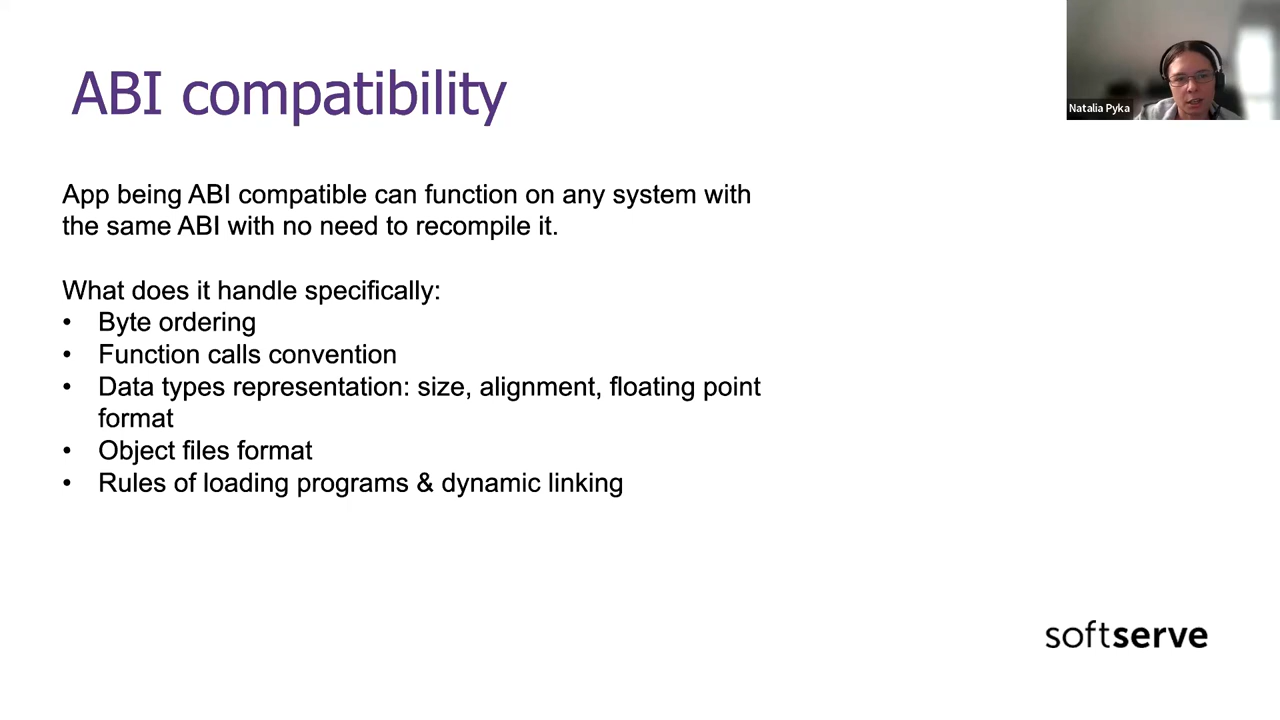 ABI compatibility
Natalia Pyka
App being ABI compatible can function on any system with
the same ABI with no need to recompile it.
What does it handle specifically:
• Byte ordering
• Function calls convention
• Data types representation: size, alignment, floating point
format
• Object files format
• Rules of loading programs & dynamic linking
softserve